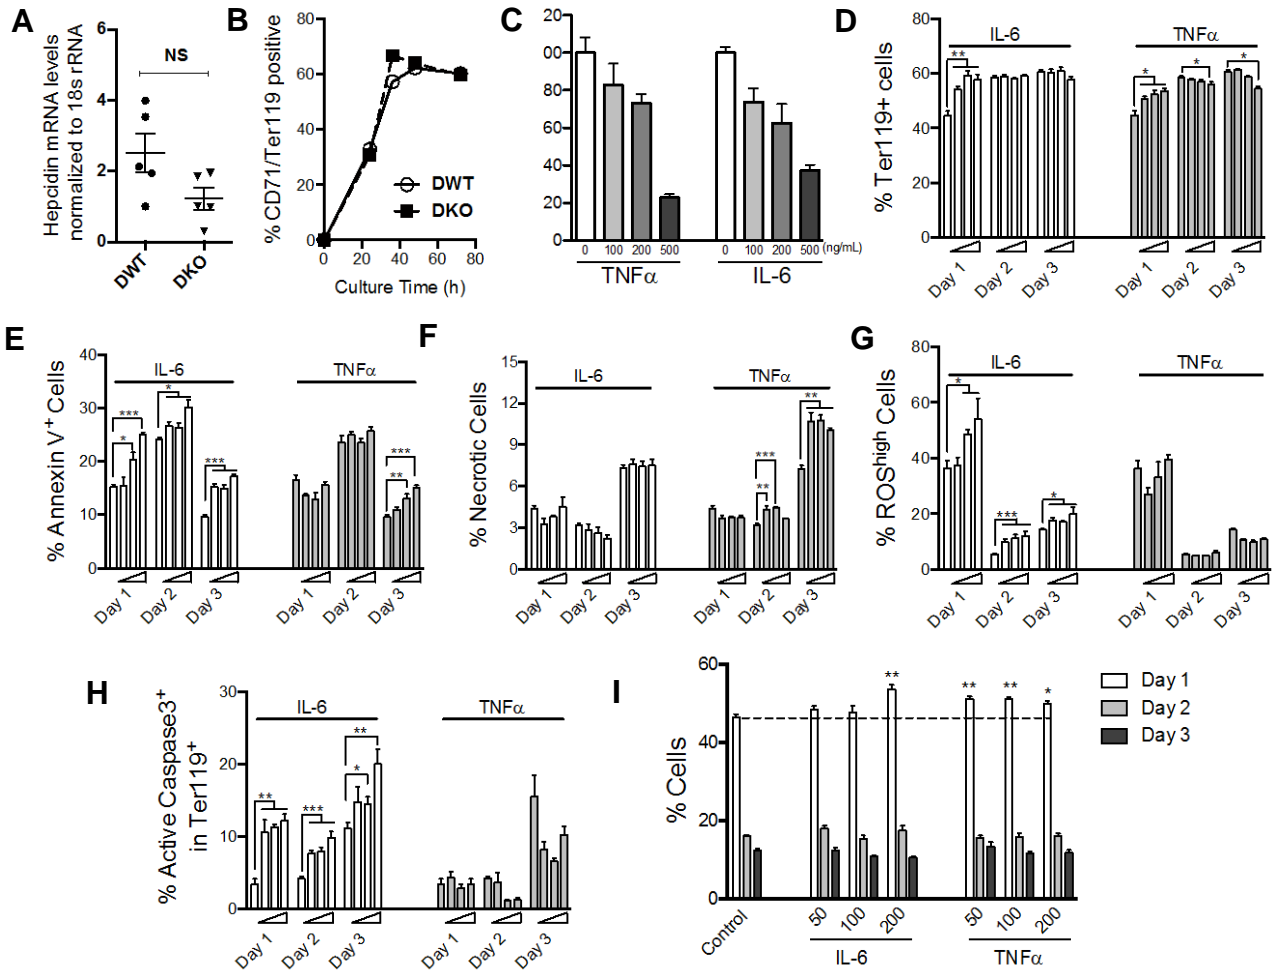 A
Hepcidin mRNA levels
normalized to 18s rRNA
6
4
2
0
NS
DWT
DKO
B
% CD71/Ter119 positive
80
60
40
20
0
DWT
DKO
0 20 40 60 80
Culture Time (h)
C
20
00
80
60
40
20
0
0 100 200 500 0 100 200 500 (ng/mL)
TNFα IL-6
D
% Ter119+ cells
80
60
40
20
0
IL-6 TNFα
** * * *
Day 1 Day 2 Day 3 Day 1 Day 2 Day 3
E
% Annexin V+ Cells
40
30
20
10
0
IL-6 TNFα
*** * * *** *** **
Day 1 Day 2 Day 3 Day 1 Day 2 Day 3
F
% Necrotic Cells
15
12
9
6
3
0
IL-6 TNFα
*** ** **
Day 1 Day 2 Day 3 Day 1 Day 2 Day 3
G
% ROShigh Cells
80
60
40
20
0
IL-6 TNFα
* *** *
Day 1 Day 2 Day 3 Day 1 Day 2 Day 3
H
% Active Caspase3+
in Ter119+
30
20
10
0
IL-6 TNFα
** *** * **
Day 1 Day 2 Day 3 Day 1 Day 2 Day 3
I
% Cells
60
40
20
0
** ** ** *
Day 1
Day 2
Day 3
Control 50 100 200 50 100 200
IL-6 TNFα